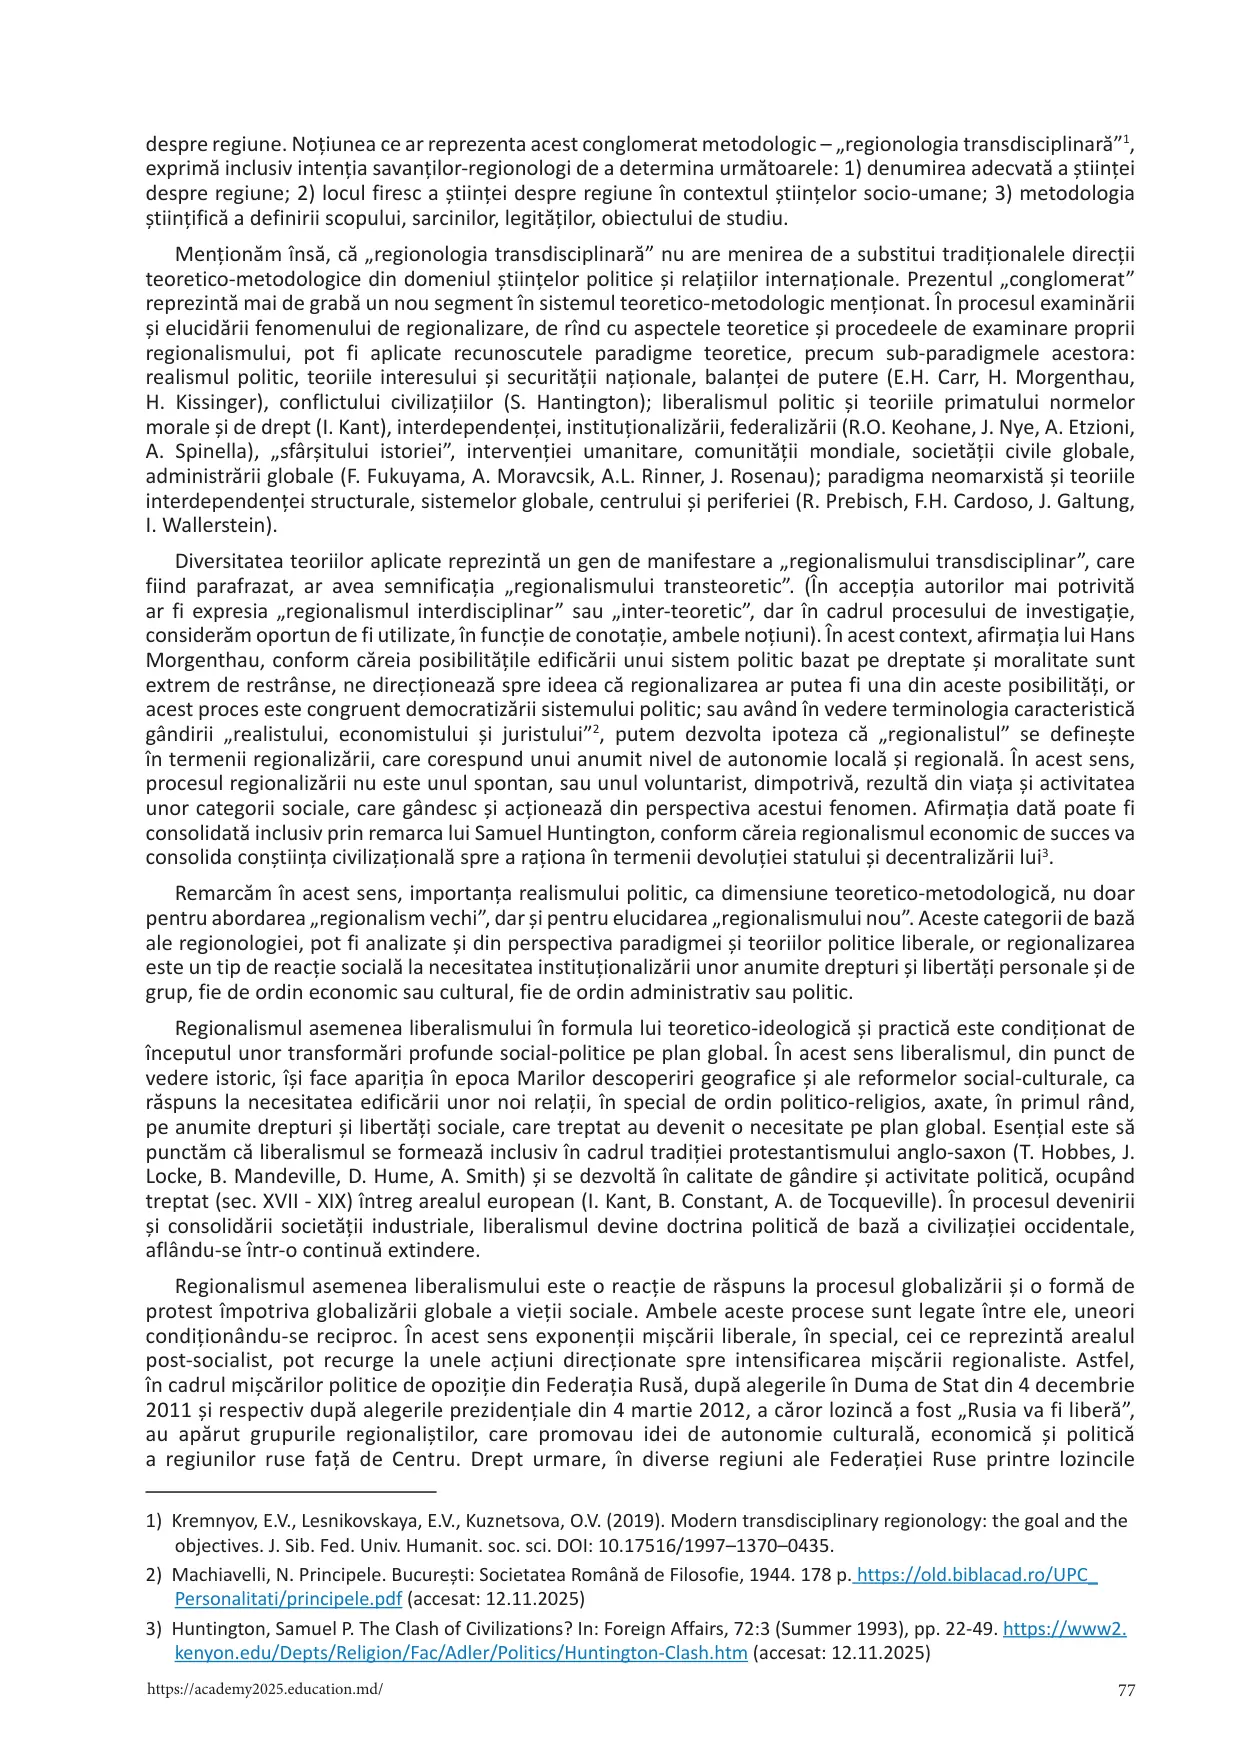 despre regiune. Noțiunea ce ar reprezenta acest conglomerat metodologic – „regionologia transdisciplinară”1,
exprimă inclusiv intenția savanților-regionologi de a determina următoarele: 1) denumirea adecvată a științei
despre regiune; 2) locul firesc a științei despre regiune în contextul științelor socio-umane; 3) metodologia
științifică a definirii scopului, sarcinilor, legităților, obiectului de studiu.
Menționăm însă, că „regionologia transdisciplinară” nu are menirea de a substitui tradiționalele direcții
teoretico-metodologice din domeniul științelor politice și relațiilor internaționale. Prezentul „conglomerat”
reprezintă mai de grabă un nou segment în sistemul teoretico-metodologic menționat. În procesul examinării
și elucidării fenomenului de regionalizare, de rînd cu aspectele teoretice și procedeele de examinare proprii
regionalismului, pot fi aplicate recunoscutele paradigme teoretice, precum sub-paradigmele acestora:
realismul politic, teoriile interesului și securității naționale, balanței de putere (E.H. Carr, H. Morgenthau,
H. Kissinger), conflictului civilizațiilor (S. Hantington); liberalismul politic și teoriile primatului normelor
morale și de drept (I. Kant), interdependenței, instituționalizării, federalizării (R.O. Keohane, J. Nye, A. Etzioni,
A. Spinella), „sfârșitului istoriei”, intervenției umanitare, comunității mondiale, societății civile globale,
administrării globale (F. Fukuyama, A. Moravcsik, A.L. Rinner, J. Rosenau); paradigma neomarxistă și teoriile
interdependenței structurale, sistemelor globale, centrului și periferiei (R. Prebisch, F.H. Cardoso, J. Galtung,
I. Wallerstein).
Diversitatea teoriilor aplicate reprezintă un gen de manifestare a „regionalismului transdisciplinar”, care
fiind parafrazat, ar avea semnificația „regionalismului transteoretic”. (În accepția autorilor mai potrivită
ar fi expresia „regionalismul interdisciplinar” sau „inter-teoretic”, dar în cadrul procesului de investigație,
considerăm oportun de fi utilizate, în funcție de conotație, ambele noțiuni). În acest context, afirmația lui Hans
Morgenthau, conform căreia posibilitățile edificării unui sistem politic bazat pe dreptate și moralitate sunt
extrem de restrânse, ne direcționează spre ideea că regionalizarea ar putea fi una din aceste posibilități, or
acest proces este congruent democratizării sistemului politic; sau având în vedere terminologia caracteristică
gândirii „realistului, economistului și juristului”2, putem dezvolta ipoteza că „regionalistul” se definește
în termenii regionalizării, care corespund unui anumit nivel de autonomie locală și regională. În acest sens,
procesul regionalizării nu este unul spontan, sau unul voluntarist, dimpotrivă, rezultă din viața și activitatea
unor categorii sociale, care gândesc și acționează din perspectiva acestui fenomen. Afirmația dată poate fi
consolidată inclusiv prin remarca lui Samuel Huntington, conform căreia regionalismul economic de succes va
consolida conștiința civilizațională spre a raționa în termenii devoluției statului și decentralizării lui3.
Remarcăm în acest sens, importanța realismului politic, ca dimensiune teoretico-metodologică, nu doar
pentru abordarea „regionalism vechi”, dar și pentru elucidarea „regionalismului nou”. Aceste categorii de bază
ale regionologiei, pot fi analizate și din perspectiva paradigmei și teoriilor politice liberale, or regionalizarea
este un tip de reacție socială la necesitatea instituționalizării unor anumite drepturi și libertăți personale și de
grup, fie de ordin economic sau cultural, fie de ordin administrativ sau politic.
Regionalismul asemenea liberalismului în formula lui teoretico-ideologică și practică este condiționat de
începutul unor transformări profunde social-politice pe plan global. În acest sens liberalismul, din punct de
vedere istoric, își face apariția în epoca Marilor descoperiri geografice și ale reformelor social-culturale, ca
răspuns la necesitatea edificării unor noi relații, în special de ordin politico-religios, axate, în primul rând,
pe anumite drepturi și libertăți sociale, care treptat au devenit o necesitate pe plan global. Esențial este să
punctăm că liberalismul se formează inclusiv în cadrul tradiției protestantismului anglo-saxon (T. Hobbes, J.
Locke, B. Mandeville, D. Hume, A. Smith) și se dezvoltă în calitate de gândire și activitate politică, ocupând
treptat (sec. XVII - XIX) întreg arealul european (I. Kant, B. Constant, A. de Tocqueville). În procesul devenirii
și consolidării societății industriale, liberalismul devine doctrina politică de bază a civilizației occidentale,
aflându-se într-o continuă extindere.
Regionalismul asemenea liberalismului este o reacție de răspuns la procesul globalizării și o formă de
protest împotriva globalizării globale a vieții sociale. Ambele aceste procese sunt legate între ele, uneori
condiționându-se reciproc. În acest sens exponenții mișcării liberale, în special, cei ce reprezintă arealul
post-socialist, pot recurge la unele acțiuni direcționate spre intensificarea mișcării regionaliste. Astfel,
în cadrul mișcărilor politice de opoziție din Federația Rusă, după alegerile în Duma de Stat din 4 decembrie
2011 și respectiv după alegerile prezidențiale din 4 martie 2012, a căror lozincă a fost „Rusia va fi liberă”,
au apărut grupurile regionaliștilor, care promovau idei de autonomie culturală, economică și politică
a regiunilor ruse față de Centru. Drept urmare, în diverse regiuni ale Federației Ruse printre lozincile
1) Kremnyov, E.V., Lesnikovskaya, E.V., Kuznetsova, O.V. (2019). Modern transdisciplinary regionology: the goal and the
objectives. J. Sib. Fed. Univ. Humanit. soc. sci. DOI: 10.17516/1997–1370–0435.
2) Machiavelli, N. Principele. București: Societatea Română de Filosofie, 1944. 178 p. https://old.biblacad.ro/UPC_
Personalitati/principele.pdf (accesat: 12.11.2025)
3) Huntington, Samuel P. The Clash of Civilizations? In: Foreign Affairs, 72:3 (Summer 1993), pp. 22-49. https://www2.
kenyon.edu/Depts/Religion/Fac/Adler/Politics/Huntington-Clash.htm (accesat: 12.11.2025)
https://academy2025.education.md/
77